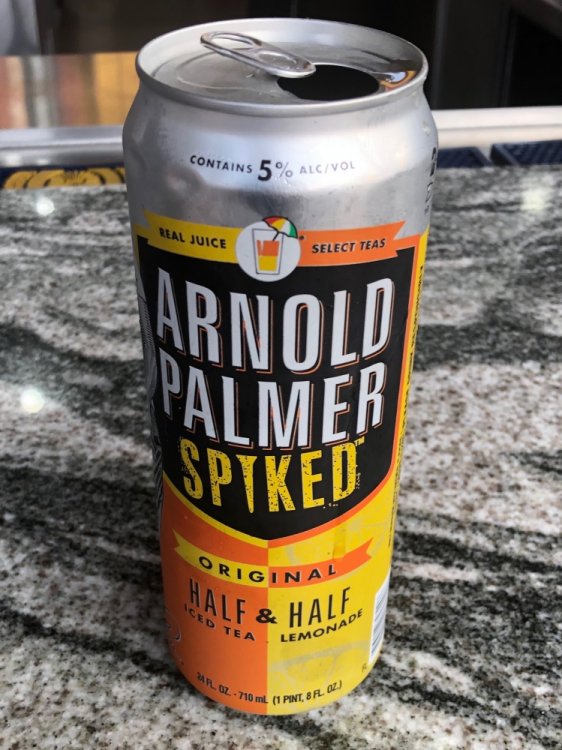 CONTAINS 5% ALC/VOL
REAL JUICE SELECT TEAS
ARNOLD
PALMER
SPIKED™
ORIGINAL
HALF & HALF
ICED TEA LEMONADE
24 FL. OZ. - 710 mL (1 PINT, 8 FL. OZ.)